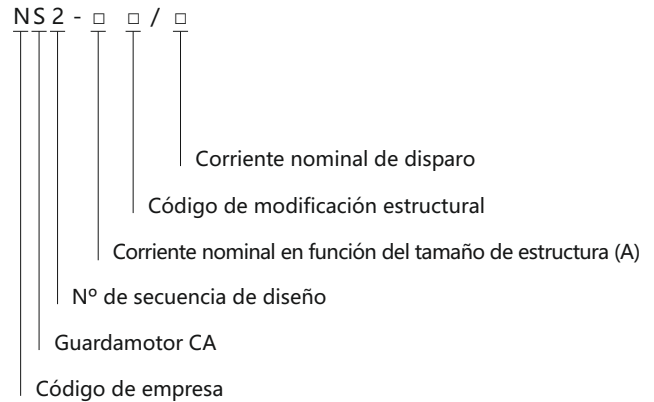 NS2-□ □/□
Corriente nominal de disparo
Código de modificación estructural
Corriente nominal en función del tamaño de estructura (A)
Nº de secuencia de diseño
Guardamotor CA
Código de empresa